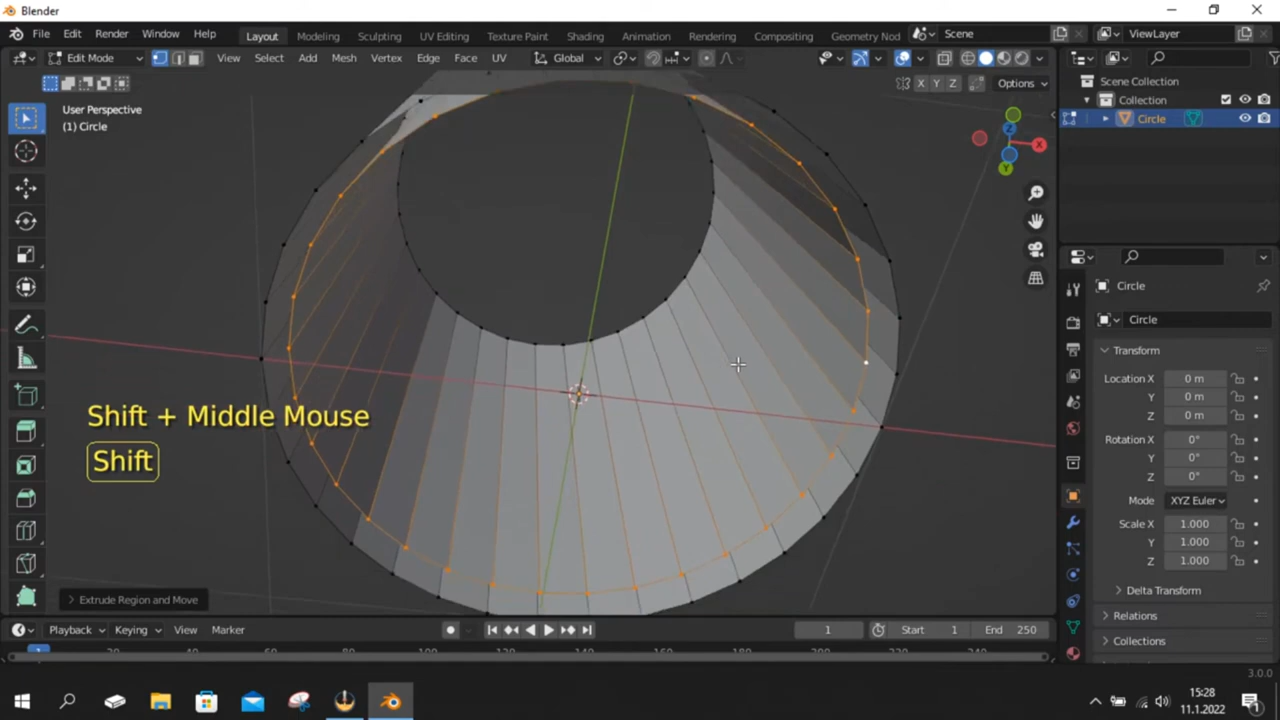 Blender
File Edit Render Window Help
Layout Modeling Sculpting UV Editing Texture Paint Shading Animation Rendering Compositing Geometry Nod
Scene
ViewLayer
Edit Mode
View Select Add Mesh Vertex Edge Face UV
Global
X Y Z
Options
User Perspective
(1) Circle
X
Y
Z
Scene Collection
Collection
Circle
Circle
Circle
Transform
Location X 0 m
Y 0 m
Z 0 m
Rotation X 0°
Y 0°
Z 0°
Mode XYZ Euler
Scale X 1.000
Y 1.000
Z 1.000
Delta Transform
Relations
Collections
Shift + Middle Mouse
Shift
Extrude Region and Move
Playback Keying View Marker
1
Start 1 End 250
3.0.0
15:28
11.1.2022
1